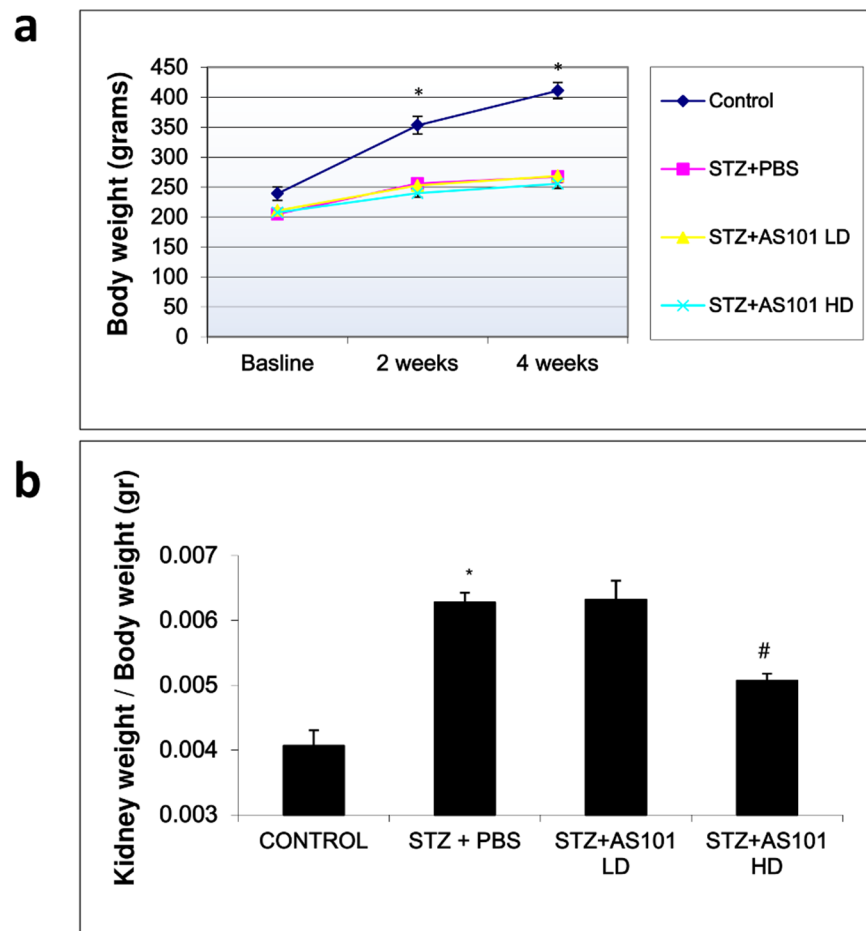 a
Body weight (grams)
450
400
350
300
250
200
150
100
50
0
*
*
Basline
2 weeks
4 weeks
Control
STZ+PBS
STZ+AS101 LD
STZ+AS101 HD
b
Kidney weight / Body weight (gr)
0.007
0.006
0.005
0.004
0.003
*
#
CONTROL
STZ + PBS
STZ+AS101
LD
STZ+AS101
HD